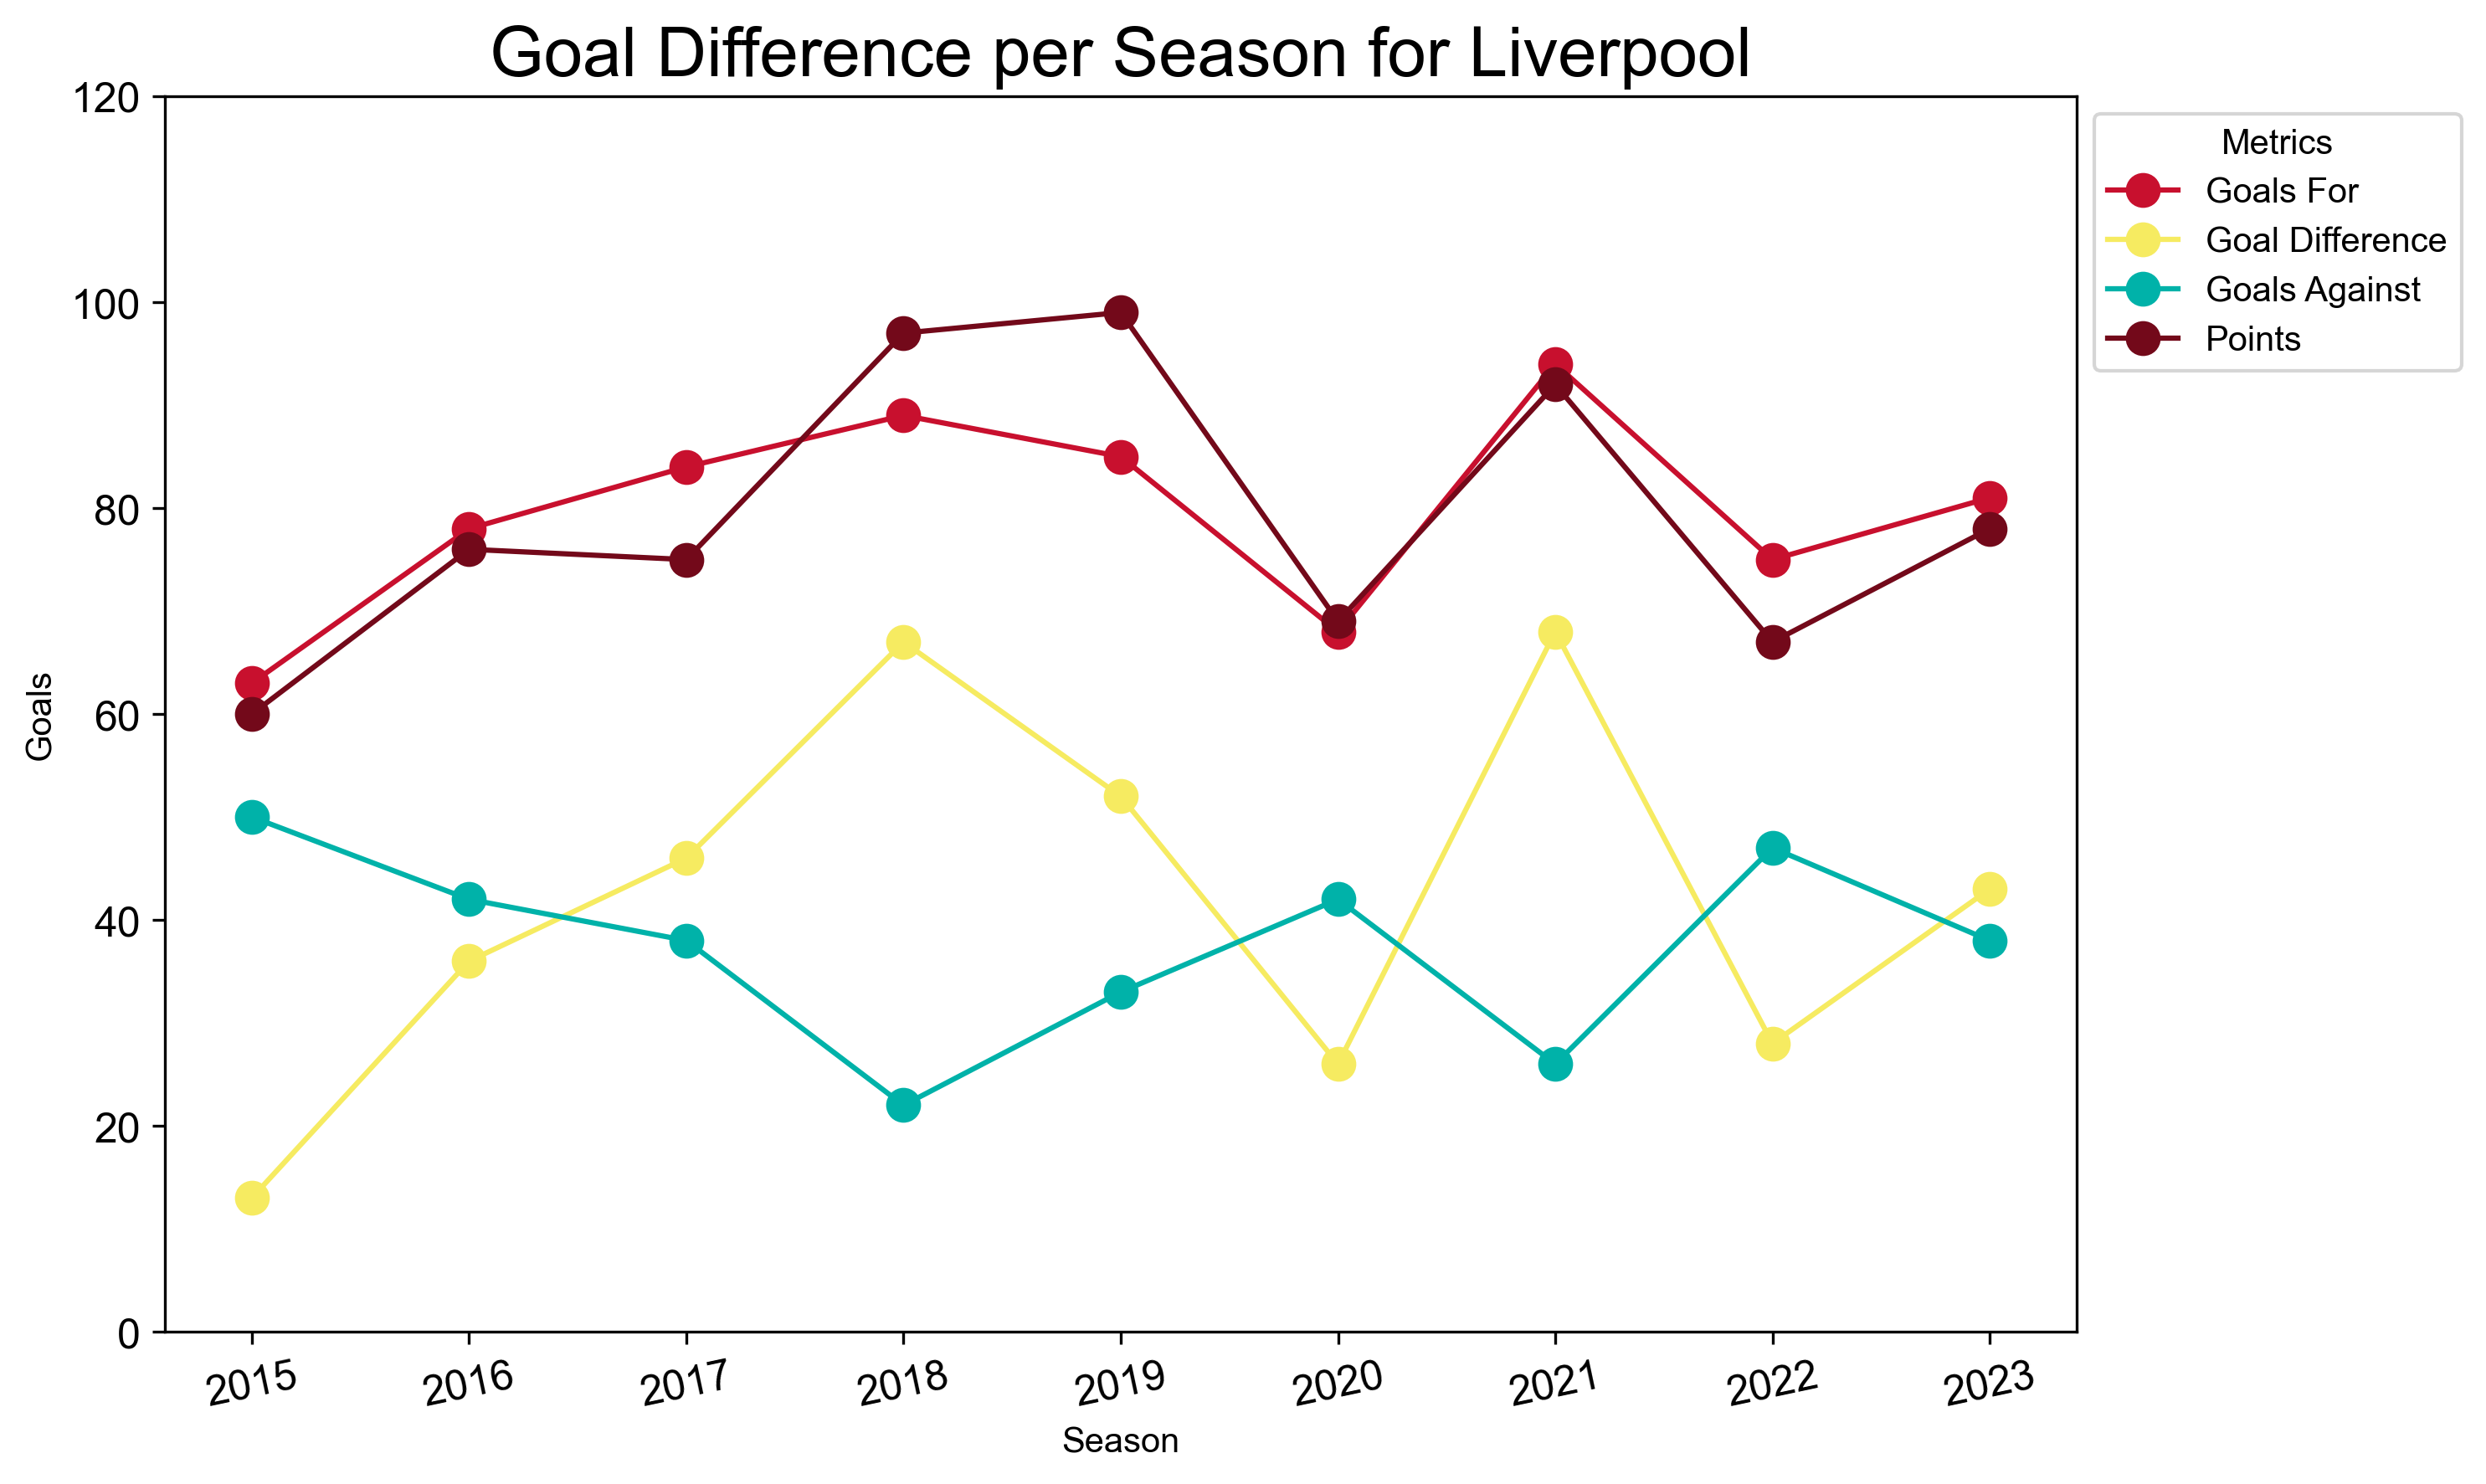 Goal Difference per Season for Liverpool
120
100
80
60
40
20
0
Goals
2015 2016 2017 2018 2019 2020 2021 2022 2023
Season
Metrics
Goals For
Goal Difference
Goals Against
Points